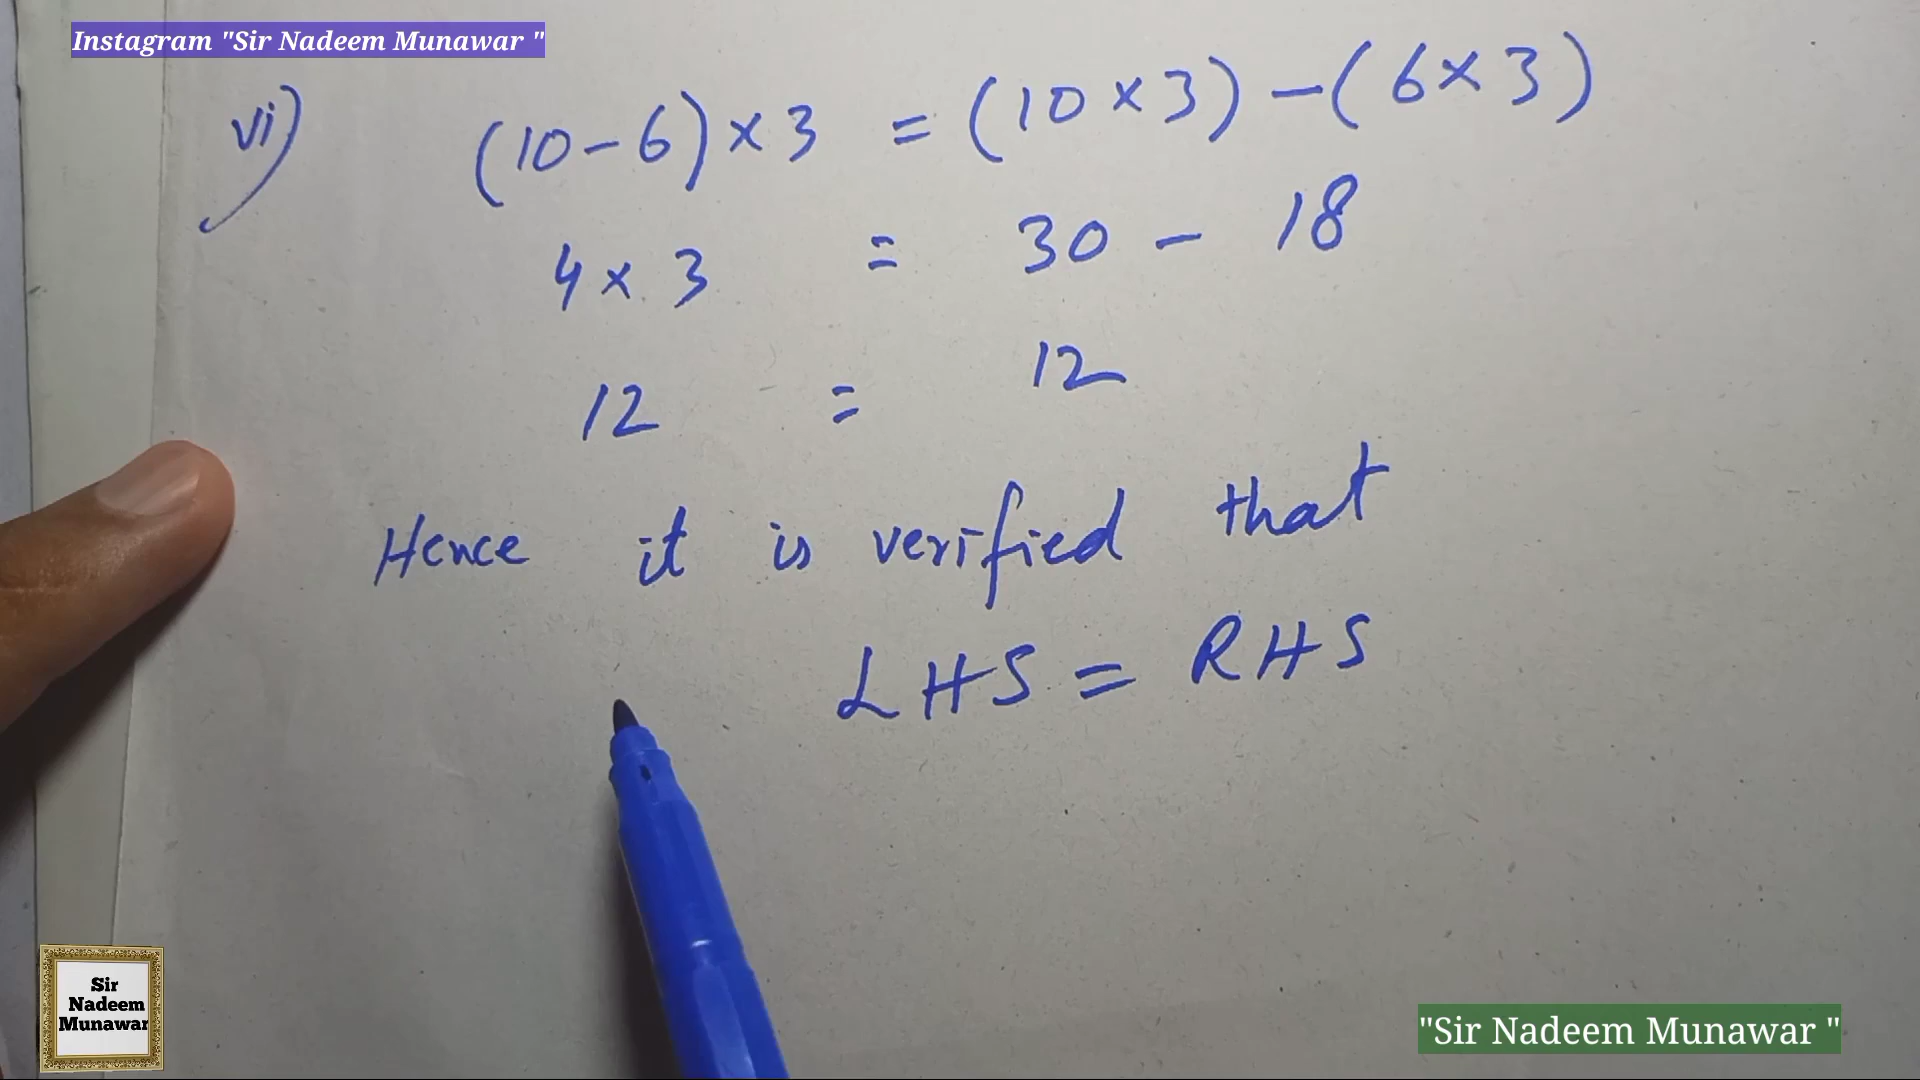 Instagram "Sir Nadeem Munawar "
vi) (10-6)×3 = (10×3)-(6×3)
4×3 = 30 - 18
12 = 12
Hence it is verified that
LHS = RHS
Sir
Nadeem
Munawar
"Sir Nadeem Munawar "